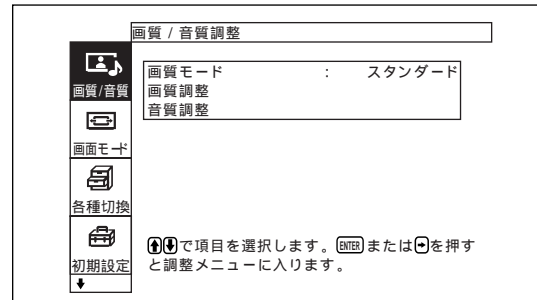 画質 / 音質調整
画質/音質
画面モード
各種切換
初期設定
画質モード : スタンダード
画質調整
音質調整
で項目を選択します。ENTERまたはを押す
と調整メニューに入ります。